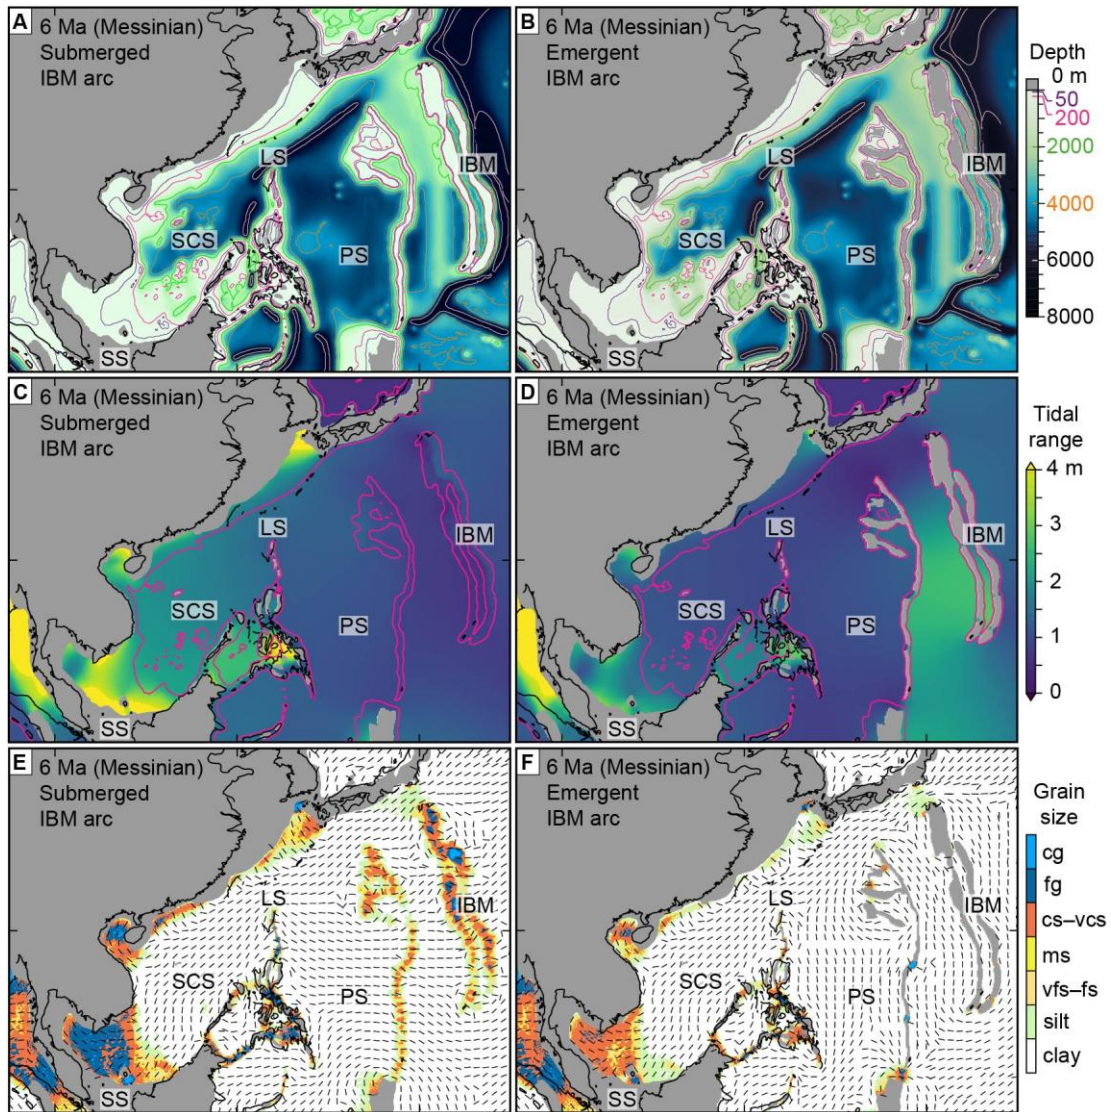 A
6 Ma (Messinian)
Submerged
IBM arc
LS
IBM
SCS
PS
SS
B
6 Ma (Messinian)
Emergent
IBM arc
LS
IBM
SCS
PS
SS
Depth
0 m
50
200
2000
4000
6000
8000
C
6 Ma (Messinian)
Submerged
IBM arc
LS
IBM
SCS
PS
SS
D
6 Ma (Messinian)
Emergent
IBM arc
LS
IBM
SCS
PS
SS
Tidal
range
4 m
3
2
1
0
E
6 Ma (Messinian)
Submerged
IBM arc
LS
IBM
SCS
PS
SS
F
6 Ma (Messinian)
Emergent
IBM arc
LS
IBM
SCS
PS
SS
Grain
size
cg
fg
cs–vcs
ms
vfs–fs
silt
clay